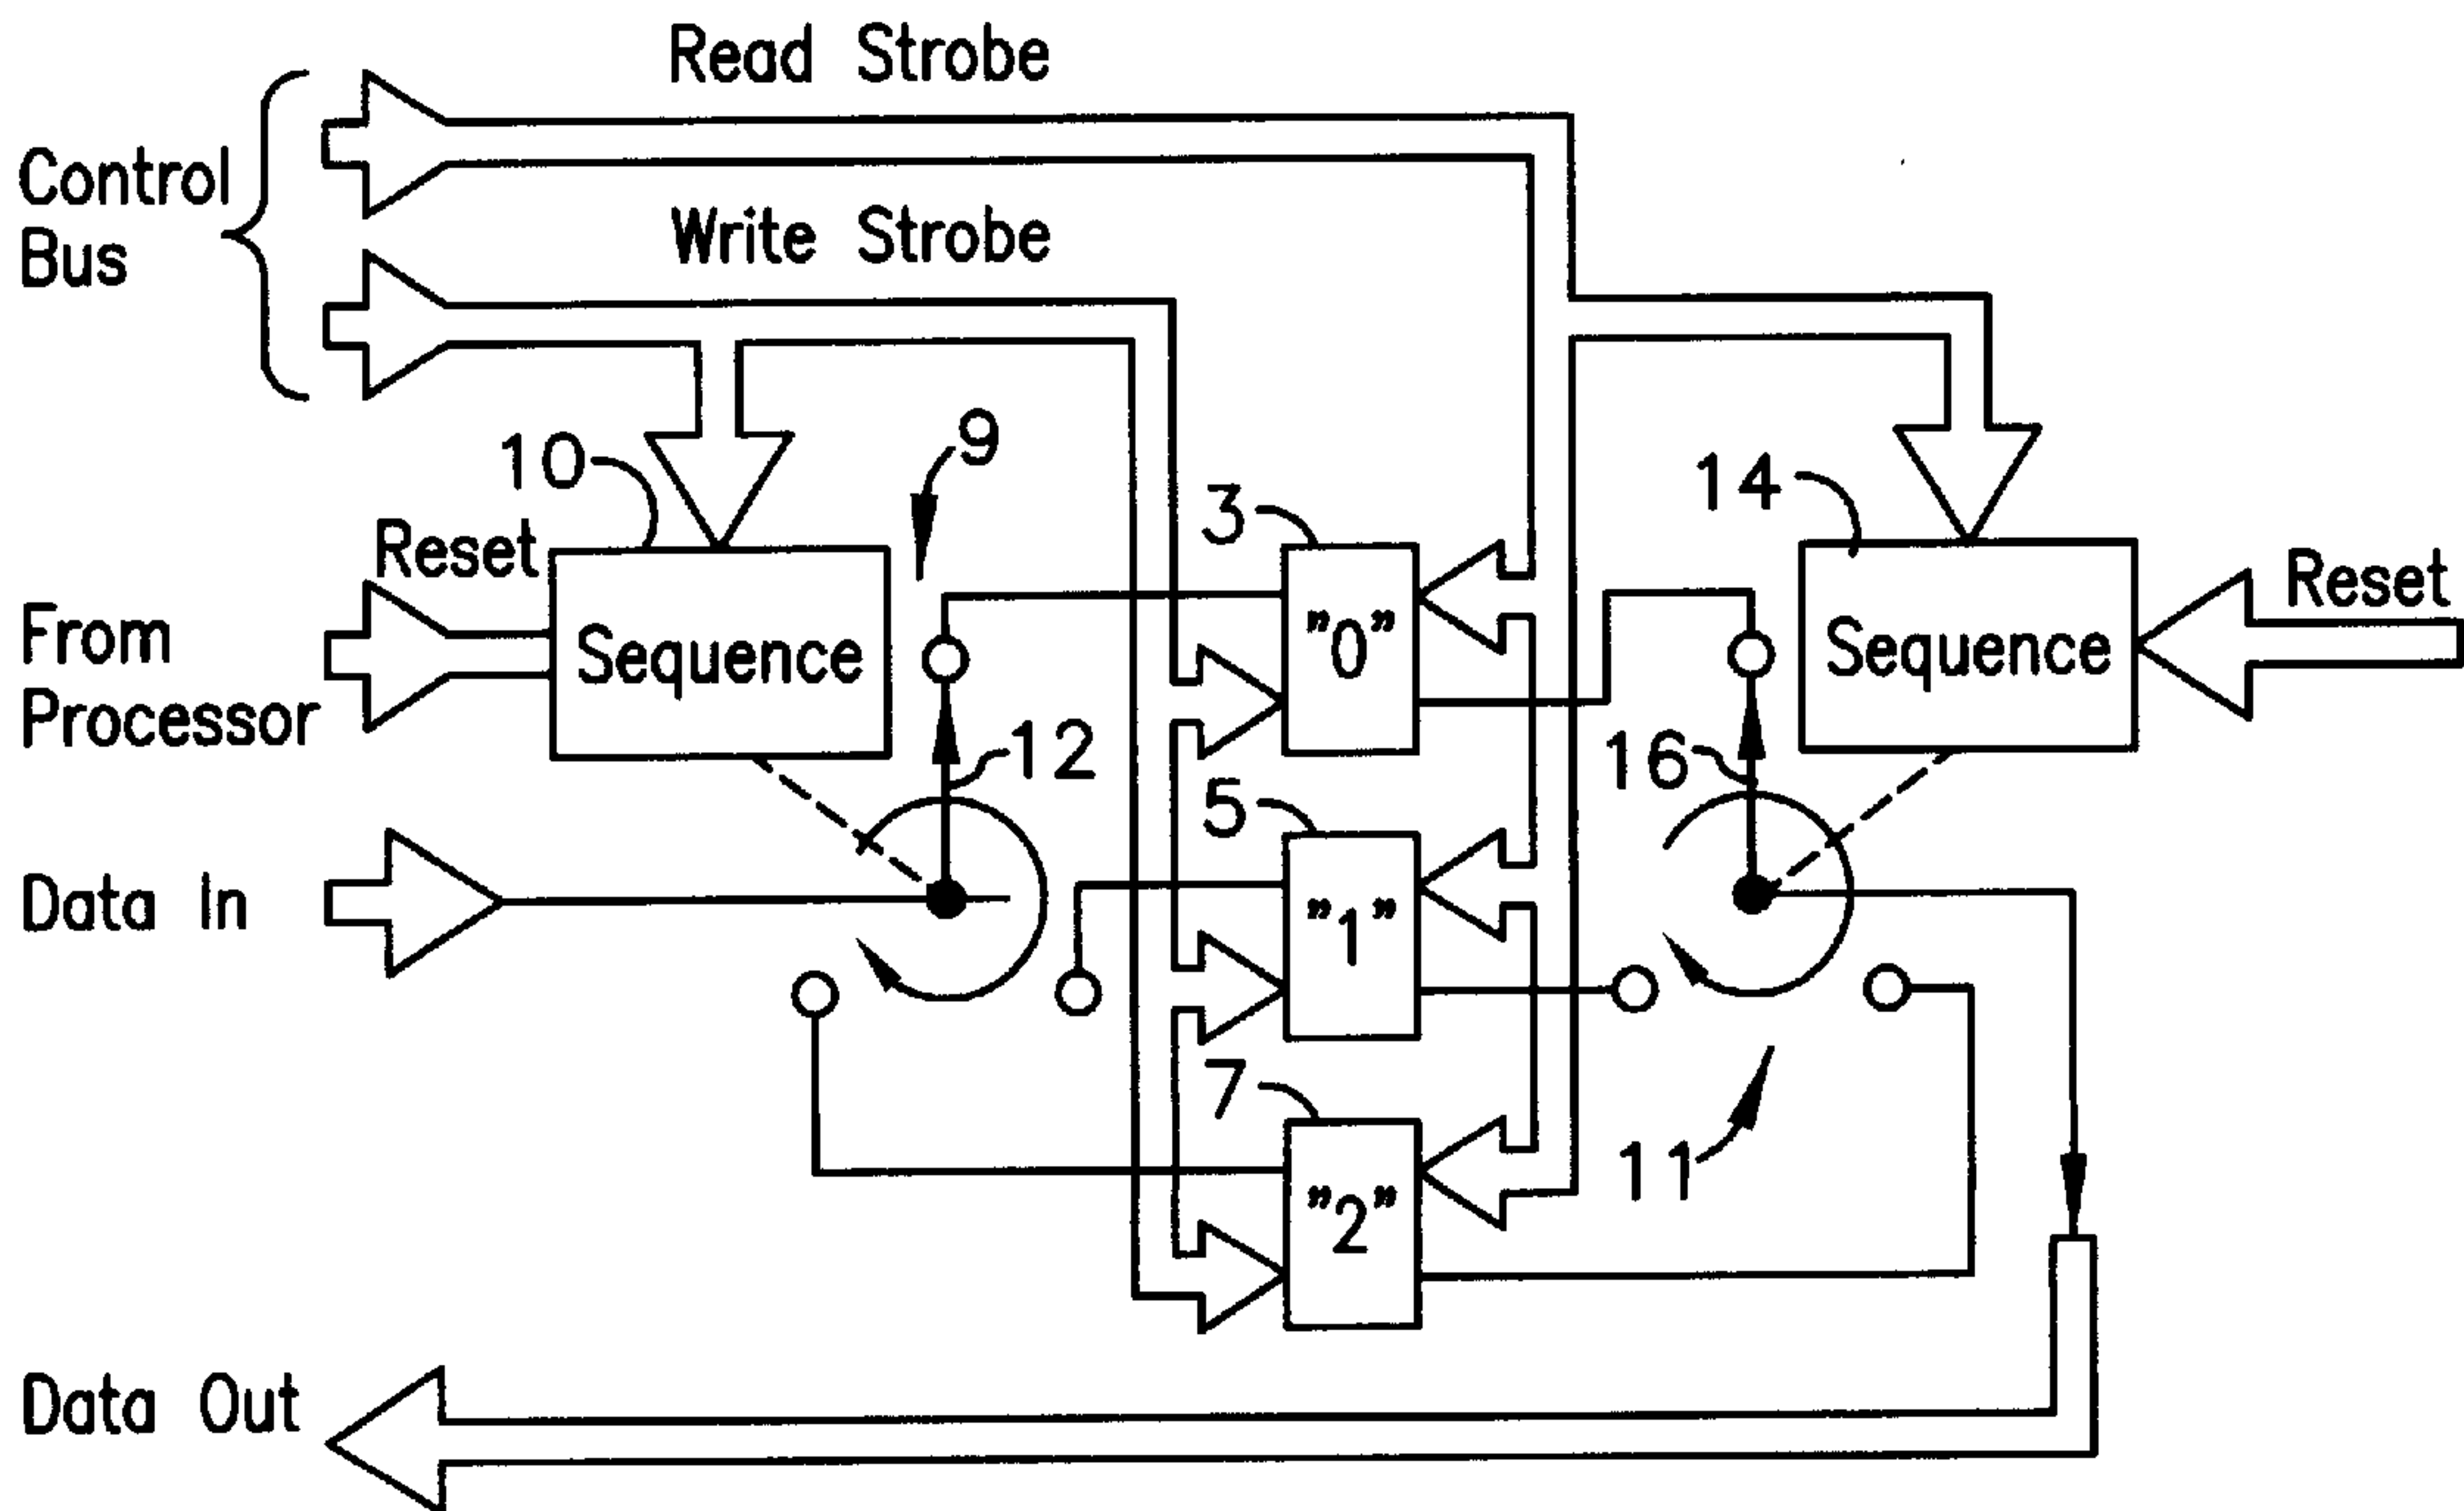 Read Strobe
Control
Bus
Write Strobe
10
9
3
14
Reset
Reset
From
Processor
Sequence
"0"
Sequence
12
16
5
Data In
"1"
7
11
"2"
Data Out